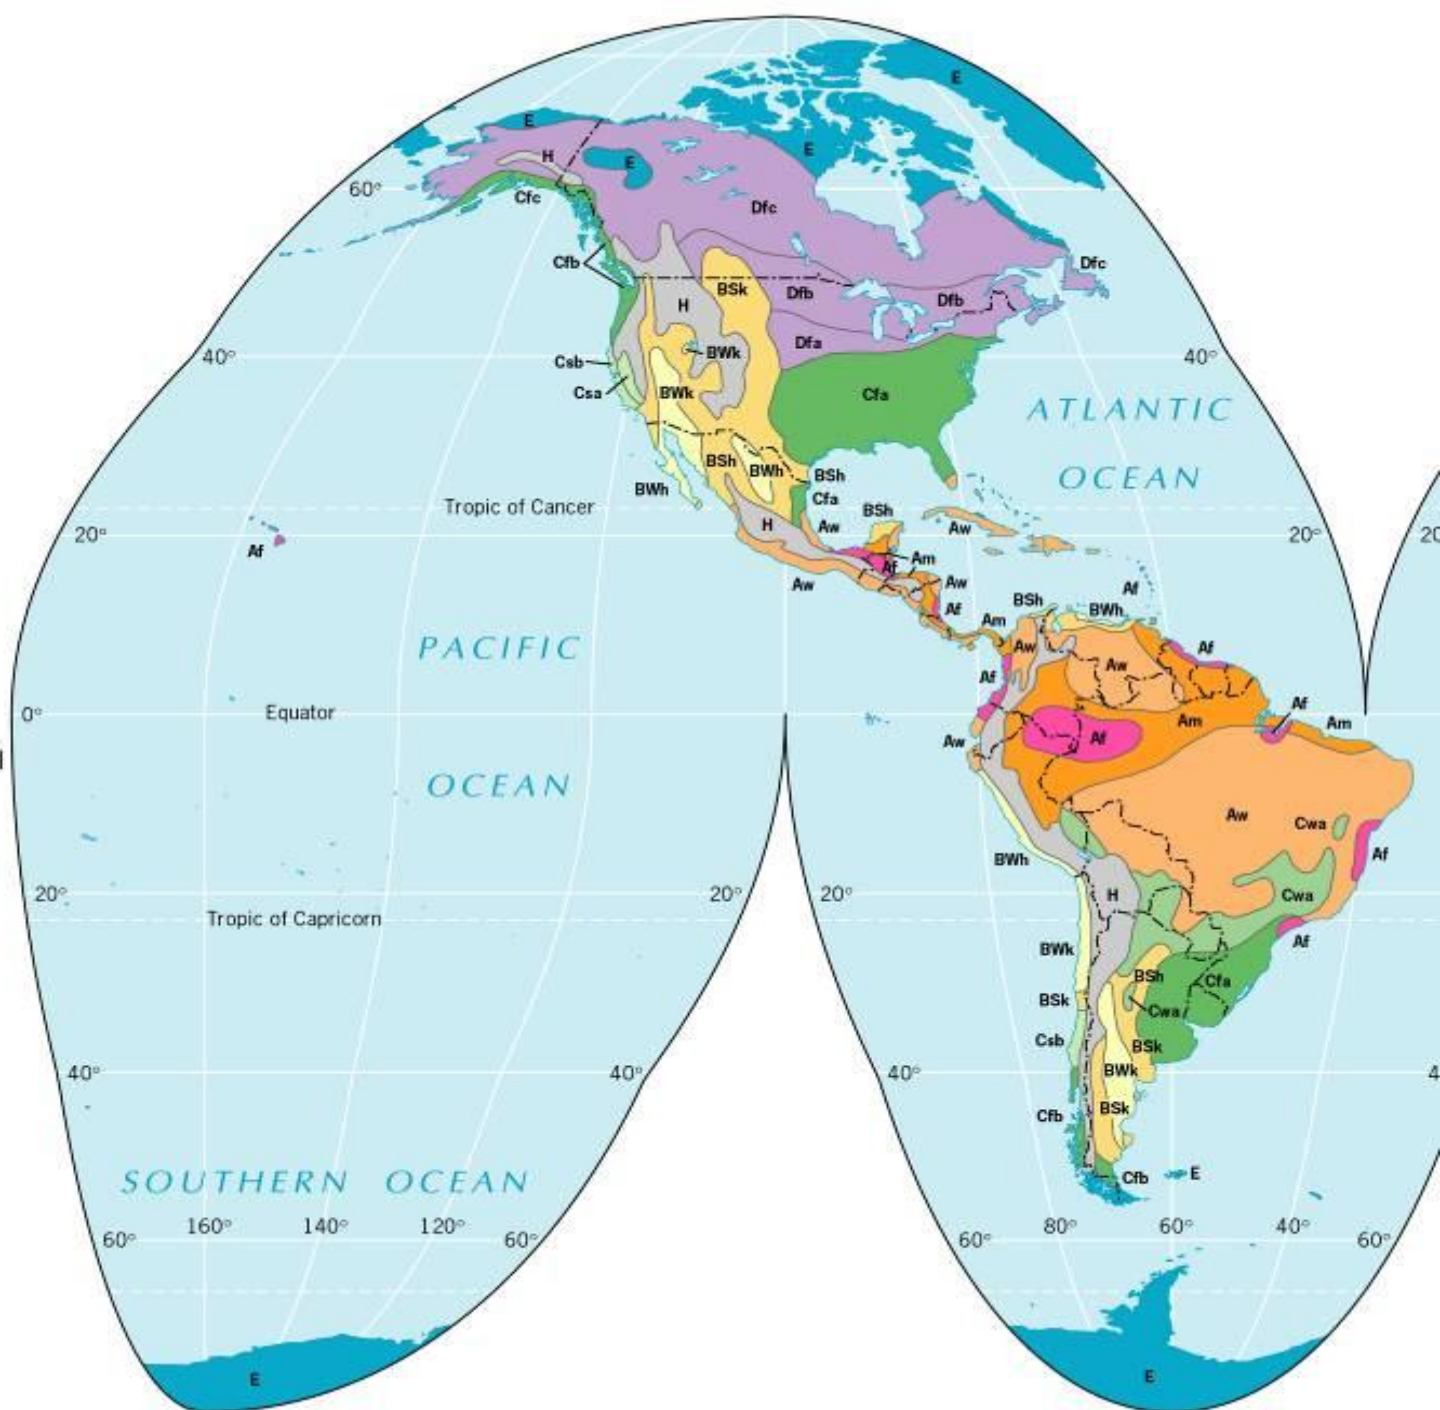 E
E
E
H
E
60°
Cfc
Dfc
Cfb
Dfc
BSk
Dfb
Dfb
H
Dfa
40°
BWk
40°
Csb
Csa
BWk
Cfa
ATLANTIC
OCEAN
BSh
BWh
BSh
BWh
Cfa
Tropic of Cancer
BSh
H
Aw
Aw
20°
20°
20
Af
Am
Af
Aw
Aw
Af
Af
BSh
BWh
Am
PACIFIC
Aw
Af
Aw
Af
Af
0°
Equator
Am
Am
Af
Aw
OCEAN
Aw
Cwa
Af
BWh
20°
20°
20°
H
Cwa
Tropic of Capricorn
Af
BWk
BSh
Cfa
BSk
Cwa
Csb
BSk
40°
40°
40°
BWk
4
BSk
Cfb
SOUTHERN OCEAN
Cfb
E
160°
140°
120°
80°
60°
40°
60°
60°
60°
60°
E
E